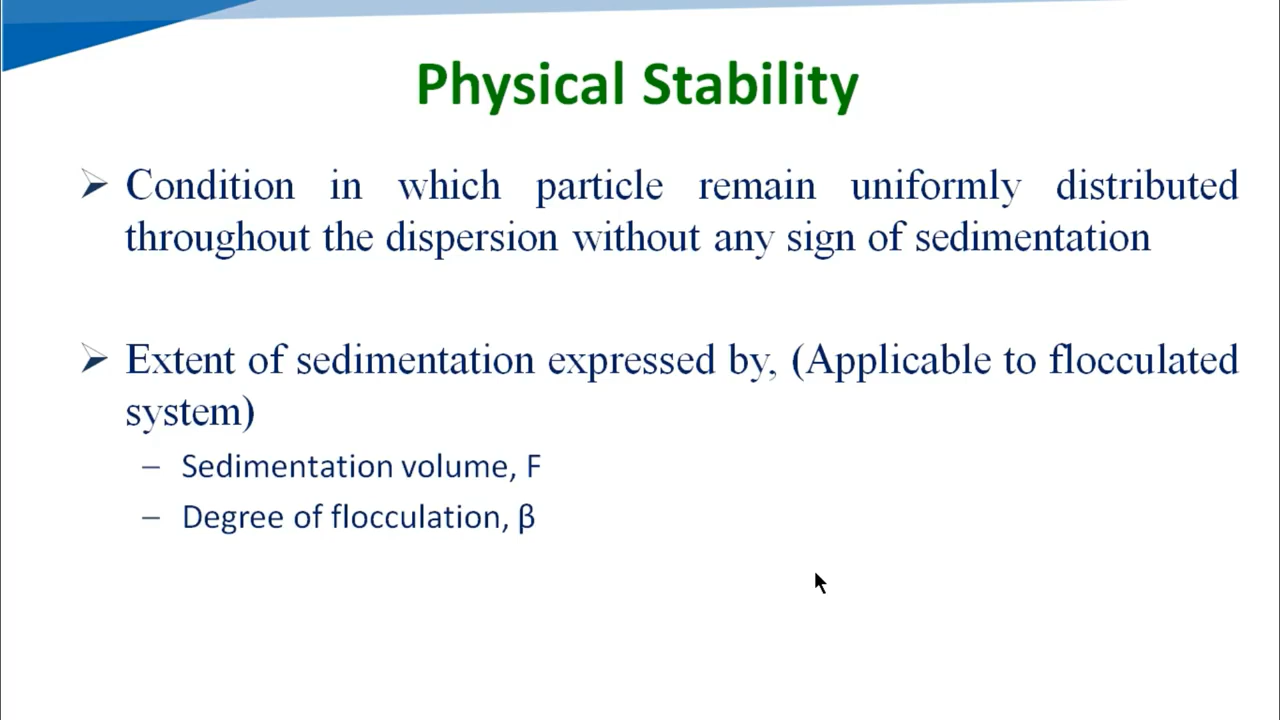 Physical Stability
➢ Condition in which particle remain uniformly distributed
throughout the dispersion without any sign of sedimentation
➢ Extent of sedimentation expressed by, (Applicable to flocculated
system)
– Sedimentation volume, F
– Degree of flocculation, β